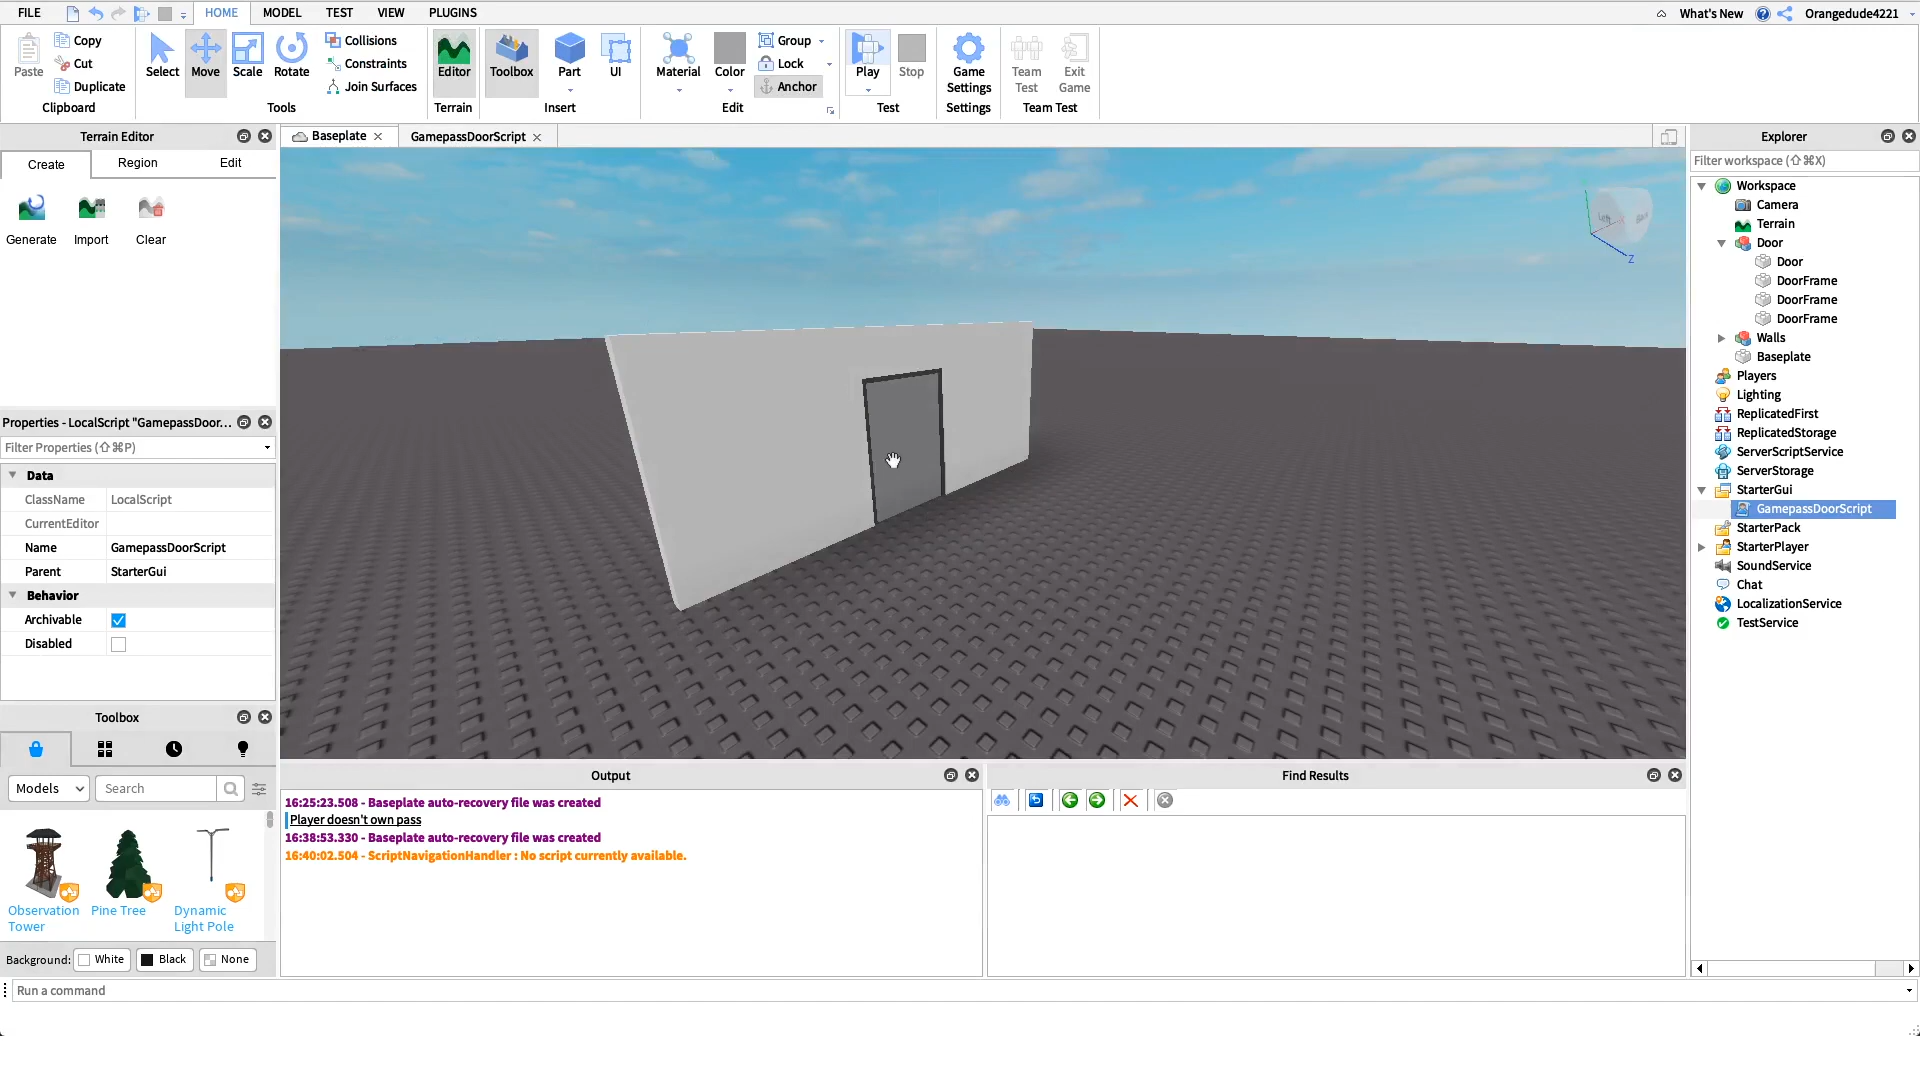 FILE HOME MODEL TEST VIEW PLUGINS What's New Orangedude4221
Paste
Copy
Cut
Duplicate
Clipboard
Select Move Scale Rotate
Collisions
Constraints
Join Surfaces
Tools
Editor
Terrain
Toolbox Part UI
Insert
Material Color
Group
Lock
Anchor
Edit
Play Stop
Test
Game
Settings
Settings
Team
Test
Exit
Game
Team Test
Terrain Editor
Create Region Edit
Generate Import Clear
Properties - LocalScript "GamepassDoor...
Filter Properties (⇧⌘P)
Data
ClassName LocalScript
CurrentEditor
Name GamepassDoorScript
Parent StarterGui
Behavior
Archivable
Disabled
Toolbox
Models Search
Observation
Tower
Pine Tree
Dynamic
Light Pole
Background: White Black None
Baseplate GamepassDoorScript
Z
Output
16:25:23.508 - Baseplate auto-recovery file was created
Player doesn't own pass
16:38:53.330 - Baseplate auto-recovery file was created
16:40:02.504 - ScriptNavigationHandler : No script currently available.
Find Results
Explorer
Filter workspace (⇧⌘X)
Workspace
Camera
Terrain
Door
Door
DoorFrame
DoorFrame
DoorFrame
Walls
Baseplate
Players
Lighting
ReplicatedFirst
ReplicatedStorage
ServerScriptService
ServerStorage
StarterGui
GamepassDoorScript
StarterPack
StarterPlayer
SoundService
Chat
LocalizationService
TestService
Run a command